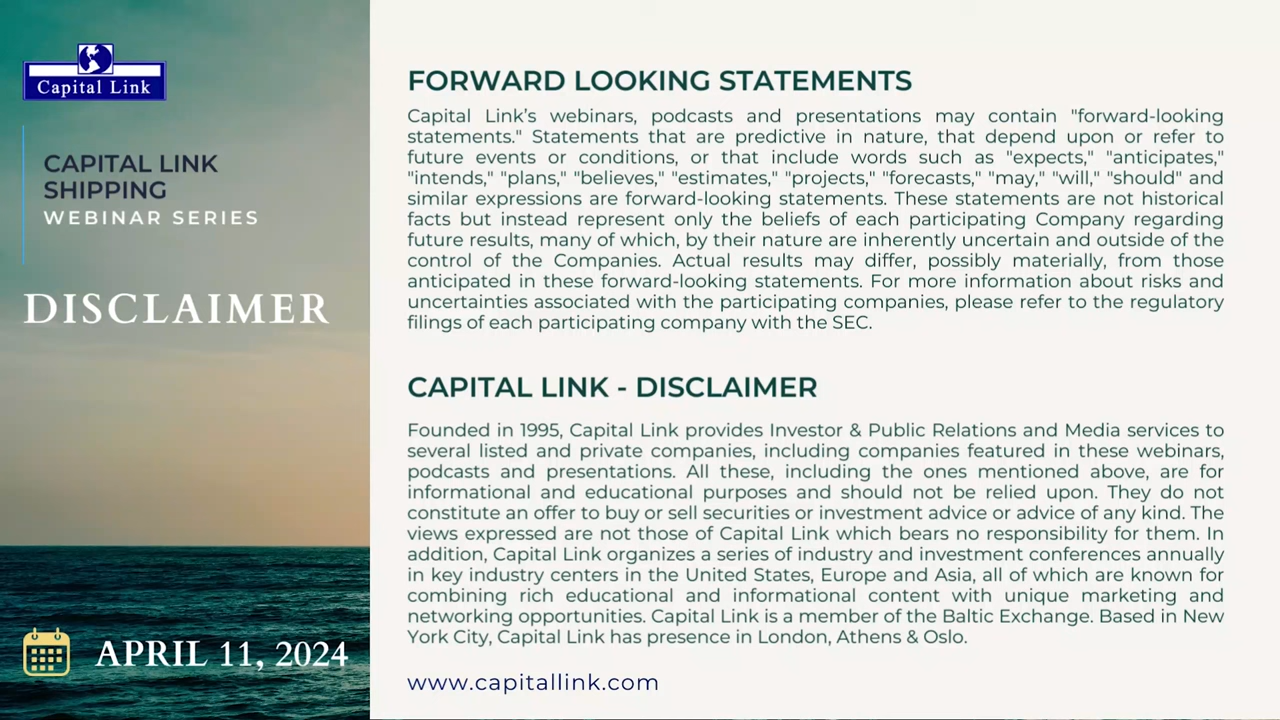 Capital Link
CAPITAL LINK
SHIPPING
WEBINAR SERIES
DISCLAIMER
APRIL 11, 2024
FORWARD LOOKING STATEMENTS
Capital Link’s webinars, podcasts and presentations may contain "forward-looking
statements." Statements that are predictive in nature, that depend upon or refer to
future events or conditions, or that include words such as "expects," "anticipates,"
"intends," "plans," "believes," "estimates," "projects," "forecasts," "may," "will," "should" and
similar expressions are forward-looking statements. These statements are not historical
facts but instead represent only the beliefs of each participating Company regarding
future results, many of which, by their nature are inherently uncertain and outside of the
control of the Companies. Actual results may differ, possibly materially, from those
anticipated in these forward-looking statements. For more information about risks and
uncertainties associated with the participating companies, please refer to the regulatory
filings of each participating company with the SEC.
CAPITAL LINK - DISCLAIMER
Founded in 1995, Capital Link provides Investor & Public Relations and Media services to
several listed and private companies, including companies featured in these webinars,
podcasts and presentations. All these, including the ones mentioned above, are for
informational and educational purposes and should not be relied upon. They do not
constitute an offer to buy or sell securities or investment advice or advice of any kind. The
views expressed are not those of Capital Link which bears no responsibility for them. In
addition, Capital Link organizes a series of industry and investment conferences annually
in key industry centers in the United States, Europe and Asia, all of which are known for
combining rich educational and informational content with unique marketing and
networking opportunities. Capital Link is a member of the Baltic Exchange. Based in New
York City, Capital Link has presence in London, Athens & Oslo.
www.capitallink.com